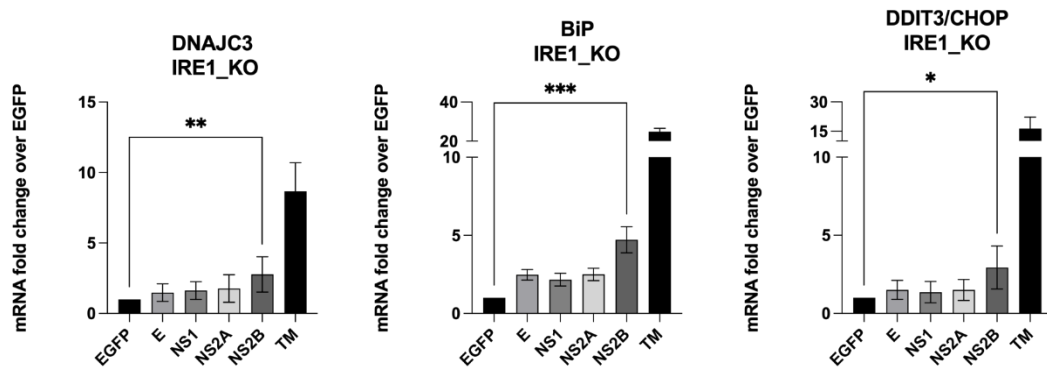 DNAJC3
IRE1_KO
mRNA fold change over EGFP
15
10
5
0
**
EGFP
E
NS1
NS2A
NS2B
TM
BiP
IRE1_KO
mRNA fold change over EGFP
40
20
10
5
0
***
EGFP
E
NS1
NS2A
NS2B
TM
DDIT3/CHOP
IRE1_KO
mRNA fold change over EGFP
30
15
10
5
0
*
EGFP
E
NS1
NS2A
NS2B
TM